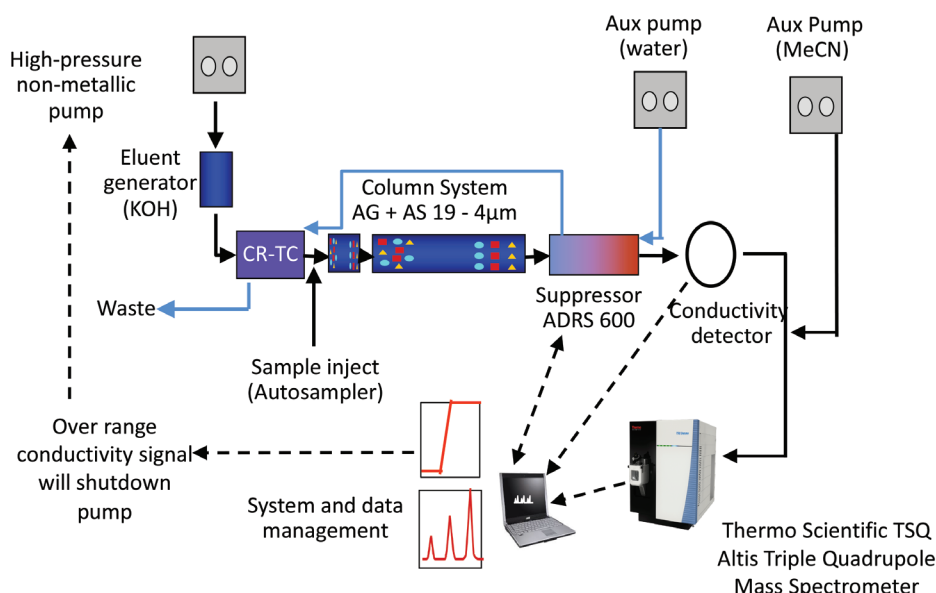 High-pressure
non-metallic
pump
Aux pump
(water)
Aux Pump
(MeCN)
Eluent
generator
(KOH)
Column System
AG + AS 19 - 4µm
CR-TC
Waste
Suppressor
ADRS 600
Conductivity
detector
Sample inject
(Autosampler)
Over range
conductivity signal
will shutdown
pump
System and data
management
Thermo Scientific TSQ
Altis Triple Quadrupole
Mass Spectrometer